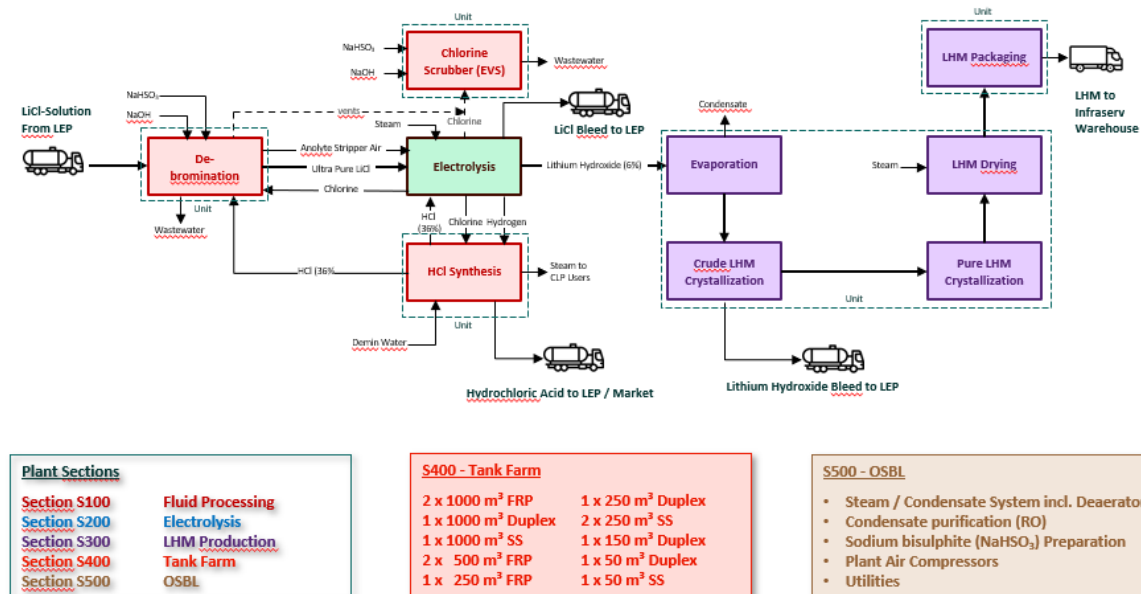 Unit
NaHSO₃
NaOH
Chlorine
Scrubber (EVS)
Wastewater
Unit
LHM Packaging
LHM to
Infraserv
Warehouse
LiCl-Solution
From LEP
NaHSO₃
NaOH
vents
Chlorine
Steam
LiCl Bleed to LEP
Condensate
Unit
De-
bromination
Anolyte Stripper Air
Ultra Pure LiCl
Chlorine
Electrolysis
Lithium Hydroxide (6%)
Evaporation
Steam
LHM Drying
Unit
Wastewater
HCl
(36%)
Chlorine
Hydrogen
HCl (36%
HCl Synthesis
Steam to
CLP Users
Crude LHM
Crystallization
Pure LHM
Crystallization
Unit
Unit
Demin Water
Hydrochloric Acid to LEP / Market
Lithium Hydroxide Bleed to LEP
Plant Sections
Section S100 Fluid Processing
Section S200 Electrolysis
Section S300 LHM Production
Section S400 Tank Farm
Section S500 OSBL
S400 - Tank Farm
2 x 1000 m³ FRP 1 x 250 m³ Duplex
1 x 1000 m³ Duplex 2 x 250 m³ SS
1 x 1000 m³ SS 1 x 150 m³ Duplex
2 x 500 m³ FRP 1 x 50 m³ Duplex
1 x 250 m³ FRP 1 x 50 m³ SS
S500 - OSBL
• Steam / Condensate System incl. Deaerato
• Condensate purification (RO)
• Sodium bisulphite (NaHSO₃) Preparation
• Plant Air Compressors
• Utilities